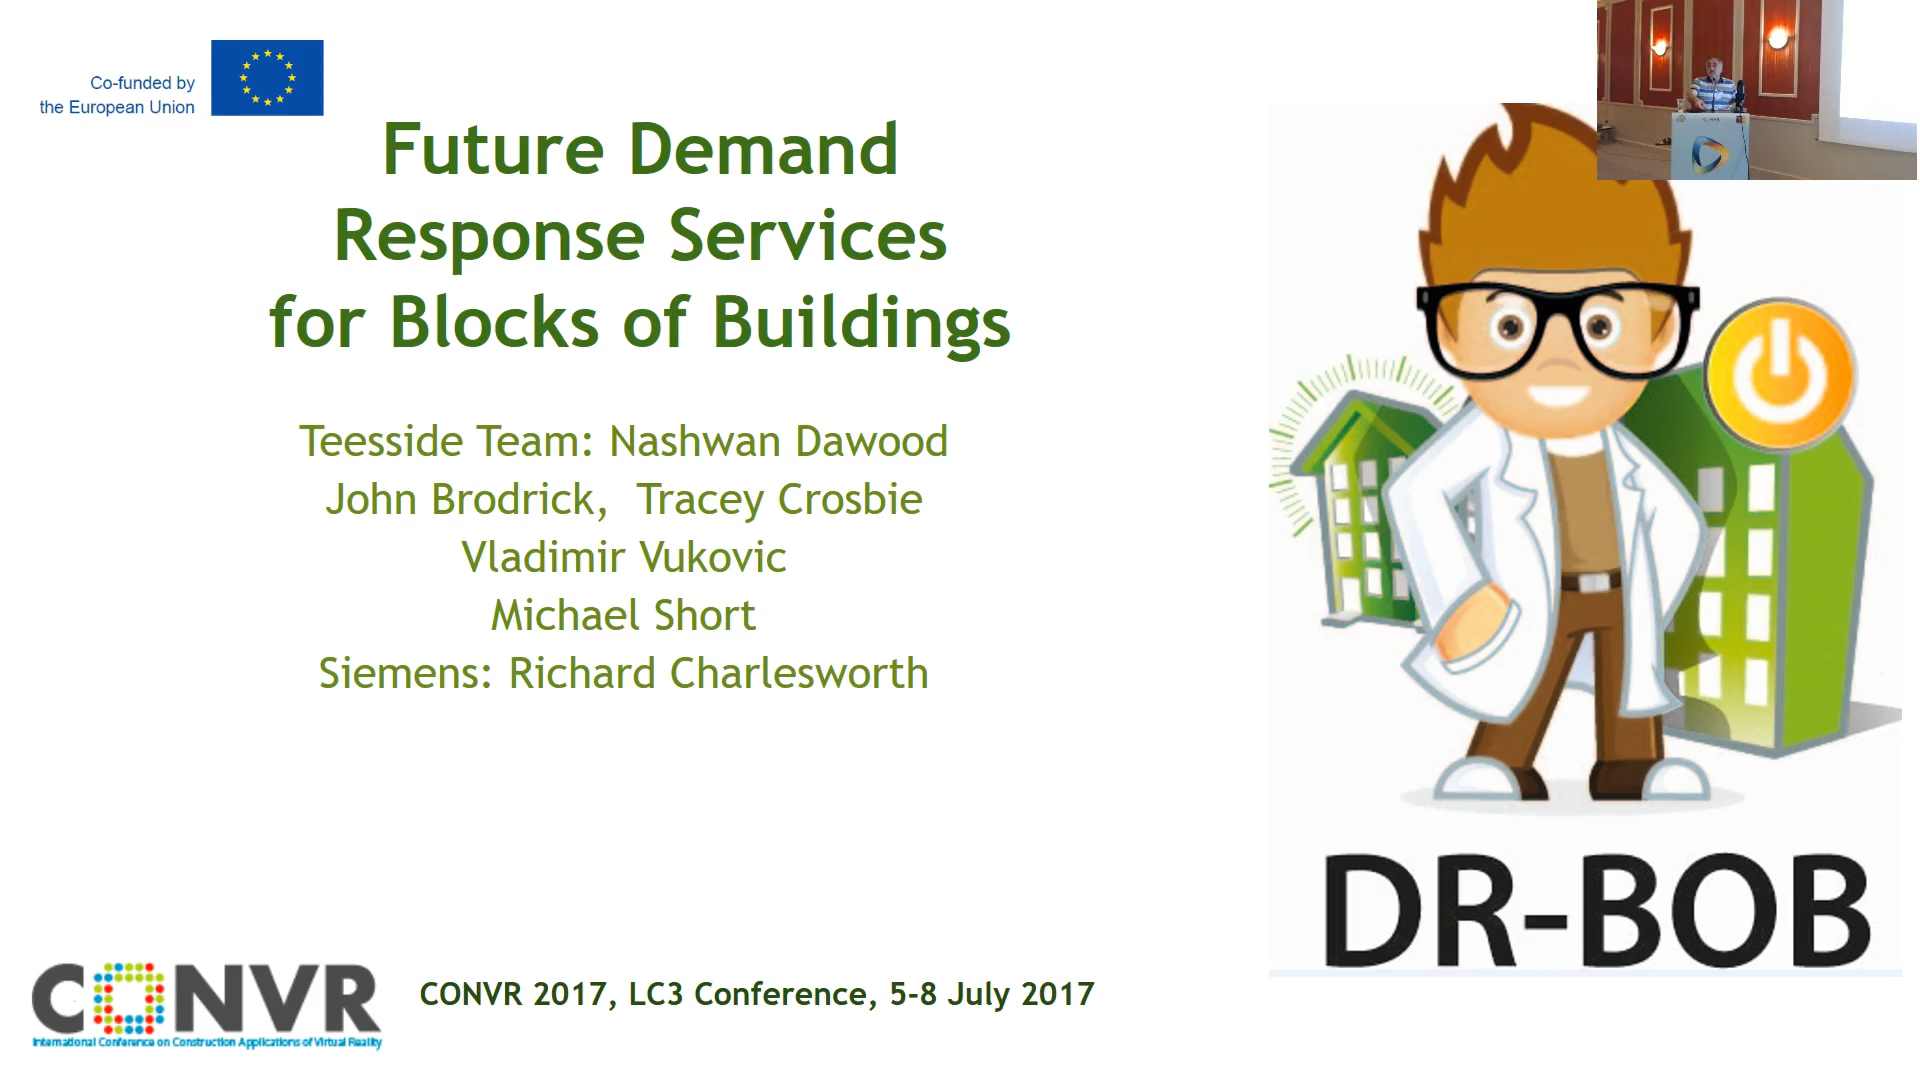 Co-funded by
the European Union
Future Demand
Response Services
for Blocks of Buildings
Teesside Team: Nashwan Dawood
John Brodrick, Tracey Crosbie
Vladimir Vukovic
Michael Short
Siemens: Richard Charlesworth
DR-BOB
CONVR
International Conference on Construction Applications of Virtual Reality
CONVR 2017, LC3 Conference, 5-8 July 2017